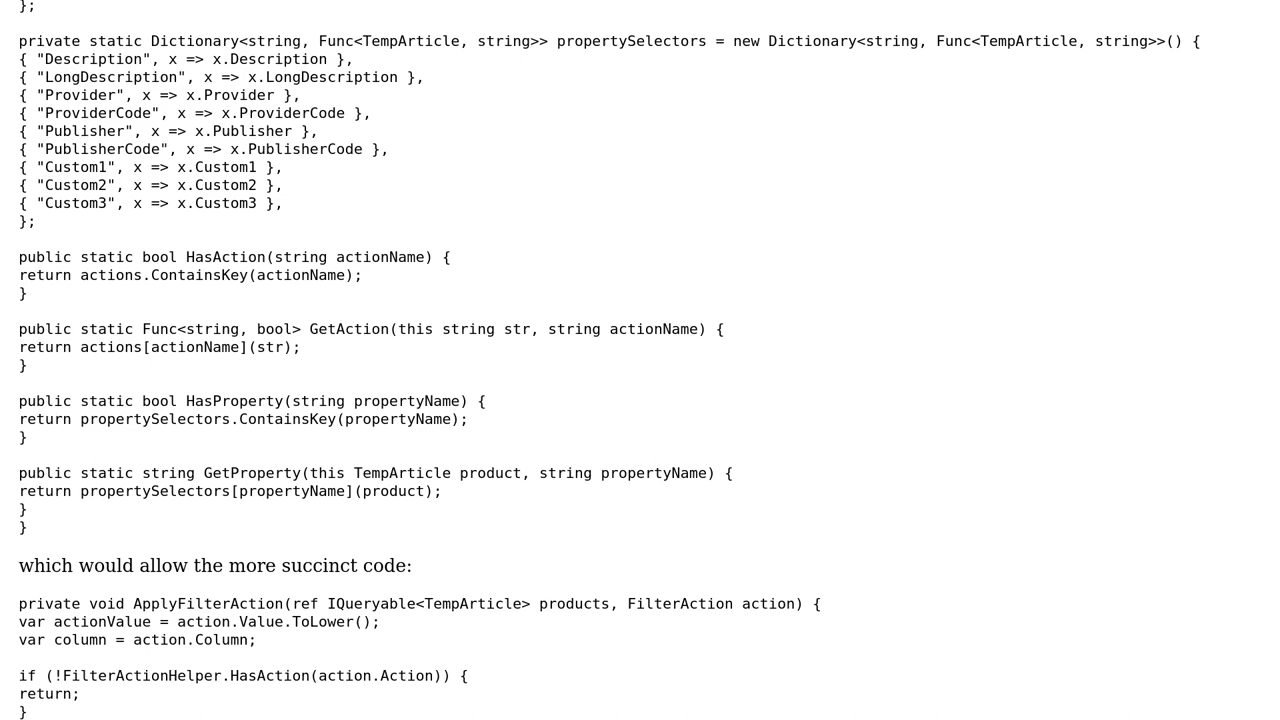 };
private static Dictionary<string, Func<TempArticle, string>> propertySelectors = new Dictionary<string, Func<TempArticle, string>>() {
{ "Description", x => x.Description },
{ "LongDescription", x => x.LongDescription },
{ "Provider", x => x.Provider },
{ "ProviderCode", x => x.ProviderCode },
{ "Publisher", x => x.Publisher },
{ "PublisherCode", x => x.PublisherCode },
{ "Custom1", x => x.Custom1 },
{ "Custom2", x => x.Custom2 },
{ "Custom3", x => x.Custom3 },
};
public static bool HasAction(string actionName) {
return actions.ContainsKey(actionName);
}
public static Func<string, bool> GetAction(this string str, string actionName) {
return actions[actionName](str);
}
public static bool HasProperty(string propertyName) {
return propertySelectors.ContainsKey(propertyName);
}
public static string GetProperty(this TempArticle product, string propertyName) {
return propertySelectors[propertyName](product);
}
}
which would allow the more succinct code:
private void ApplyFilterAction(ref IQueryable<TempArticle> products, FilterAction action) {
var actionValue = action.Value.ToLower();
var column = action.Column;
if (!FilterActionHelper.HasAction(action.Action)) {
return;
}